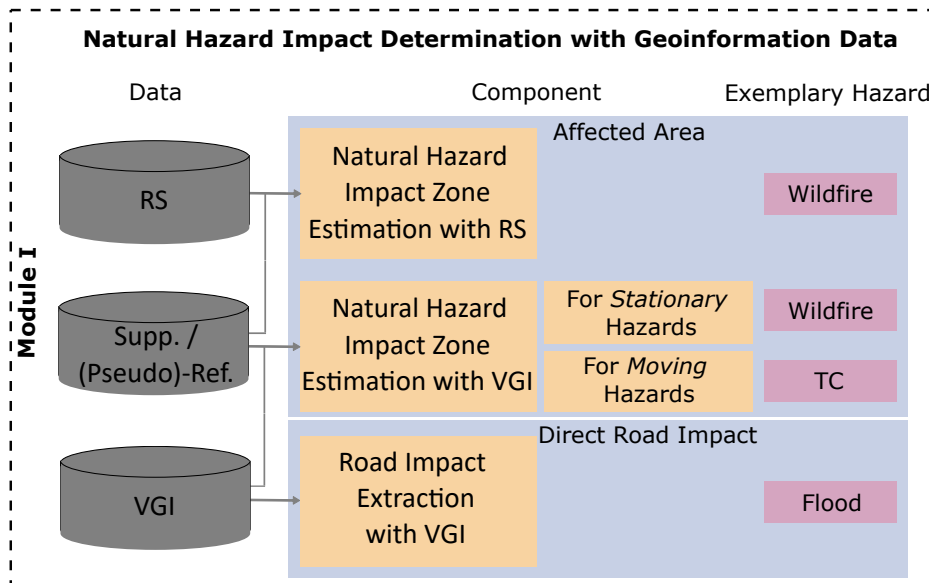 Natural Hazard Impact Determination with Geoinformation Data
Data
Component
Exemplary Hazard
Module I
Affected Area
RS
Natural Hazard
Impact Zone
Estimation with RS
Wildfire
Supp. /
(Pseudo)-Ref.
Natural Hazard
Impact Zone
Estimation with VGI
For Stationary
Hazards
Wildfire
For Moving
Hazards
TC
Direct Road Impact
VGI
Road Impact
Extraction
with VGI
Flood